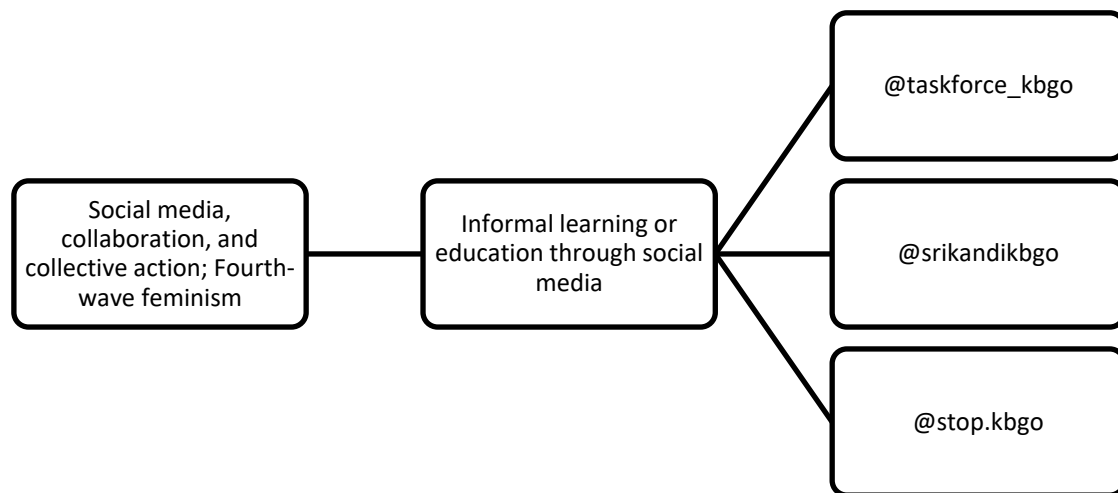 Social media,
collaboration, and
collective action; Fourth-
wave feminism
Informal learning or
education through social
media
@taskforce_kbgo
@srikandikbgo
@stop.kbgo